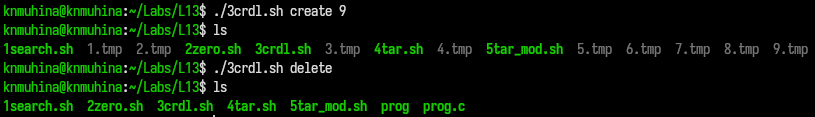 knmuhina@knmuhina:~/Labs/L13$ ./3crdl.sh create 9
knmuhina@knmuhina:~/Labs/L13$ ls
1search.sh 1.tmp 2.tmp 2zero.sh 3crdl.sh 3.tmp 4tar.sh 4.tmp 5tar_mod.sh 5.tmp 6.tmp 7.tmp 8.tmp 9.tmp
knmuhina@knmuhina:~/Labs/L13$ ./3crdl.sh delete
knmuhina@knmuhina:~/Labs/L13$ ls
1search.sh 2zero.sh 3crdl.sh 4tar.sh 5tar_mod.sh prog prog.c